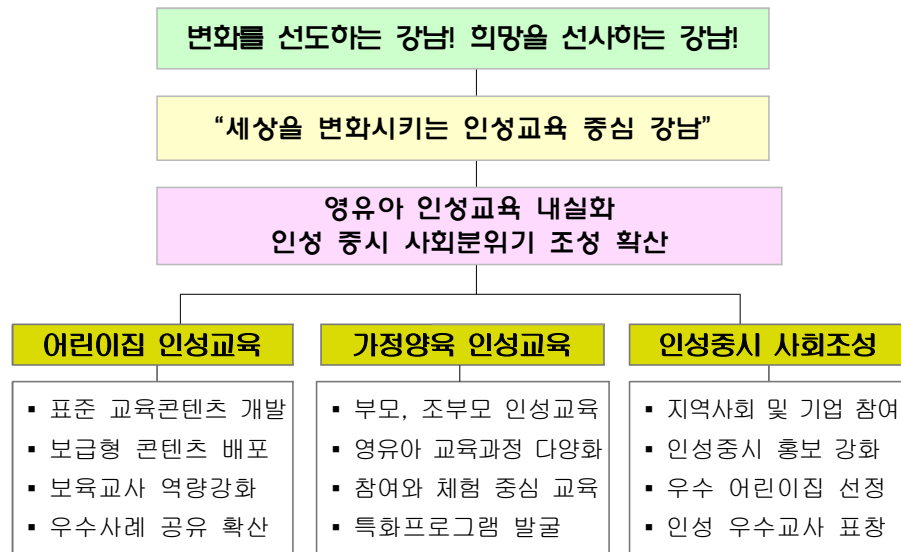 변화를 선도하는 강남! 희망을 선사하는 강남!
“세상을 변화시키는 인성교육 중심 강남”
영유아 인성교육 내실화
인성 중시 사회분위기 조성 확산
어린이집 인성교육
▪ 표준 교육콘텐츠 개발
▪ 보급형 콘텐츠 배포
▪ 보육교사 역량강화
▪ 우수사례 공유 확산
가정양육 인성교육
▪ 부모, 조부모 인성교육
▪ 영유아 교육과정 다양화
▪ 참여와 체험 중심 교육
▪ 특화프로그램 발굴
인성중시 사회조성
▪ 지역사회 및 기업 참여
▪ 인성중시 홍보 강화
▪ 우수 어린이집 선정
▪ 인성 우수교사 표창